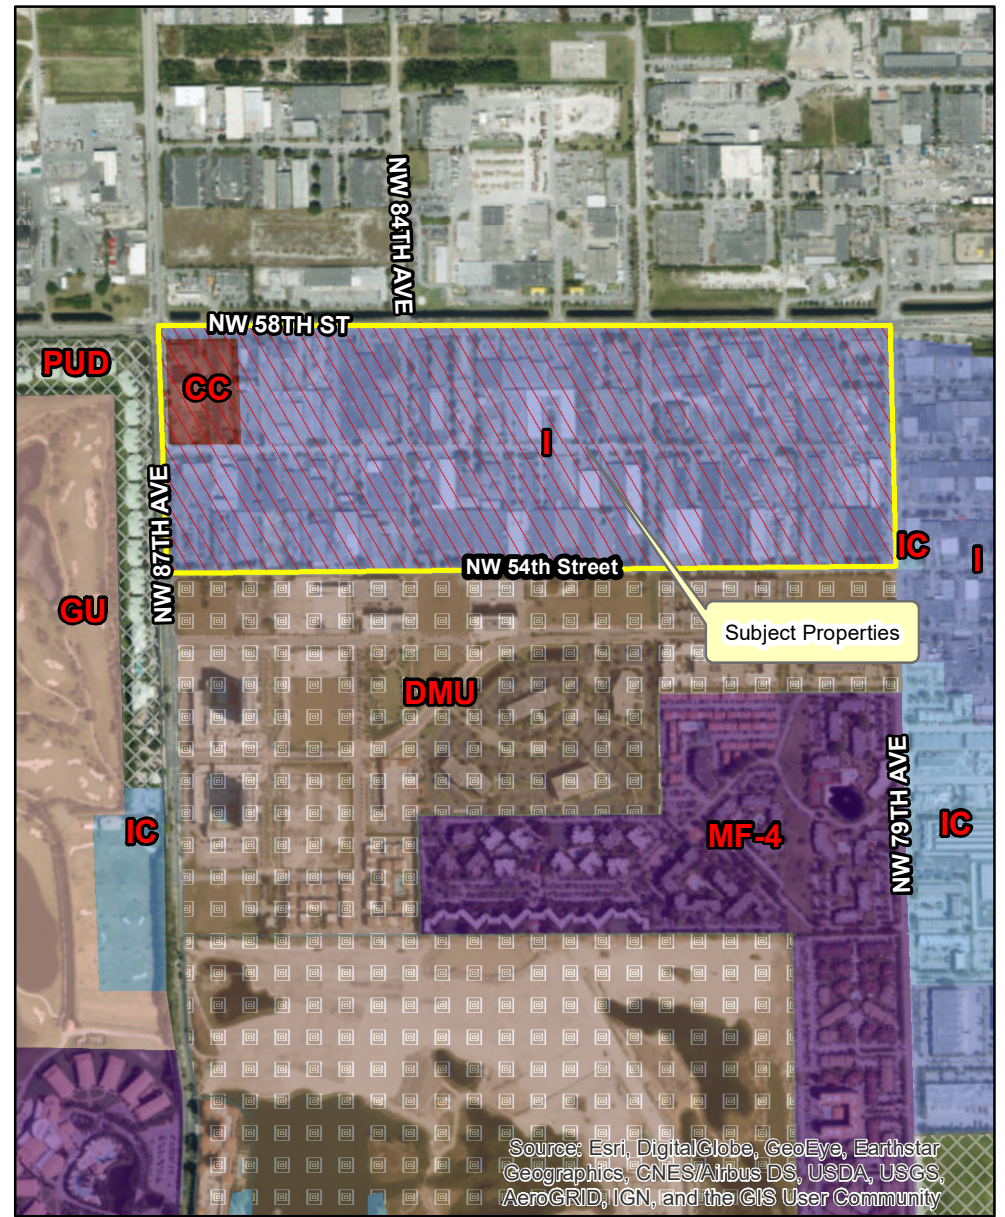 NW 84TH AVE
NW 58TH ST
PUD
CC
I
NW 87TH AVE
IC
I
NW 54th Street
GU
Subject Properties
DMU
NW 79TH AVE
IC
MF-4
IC
Source: Esri, DigitalGlobe, GeoEye, Earthstar
Geographics, CNES/Airbus DS, USDA, USGS,
AeroGRID, IGN, and the GIS User Community